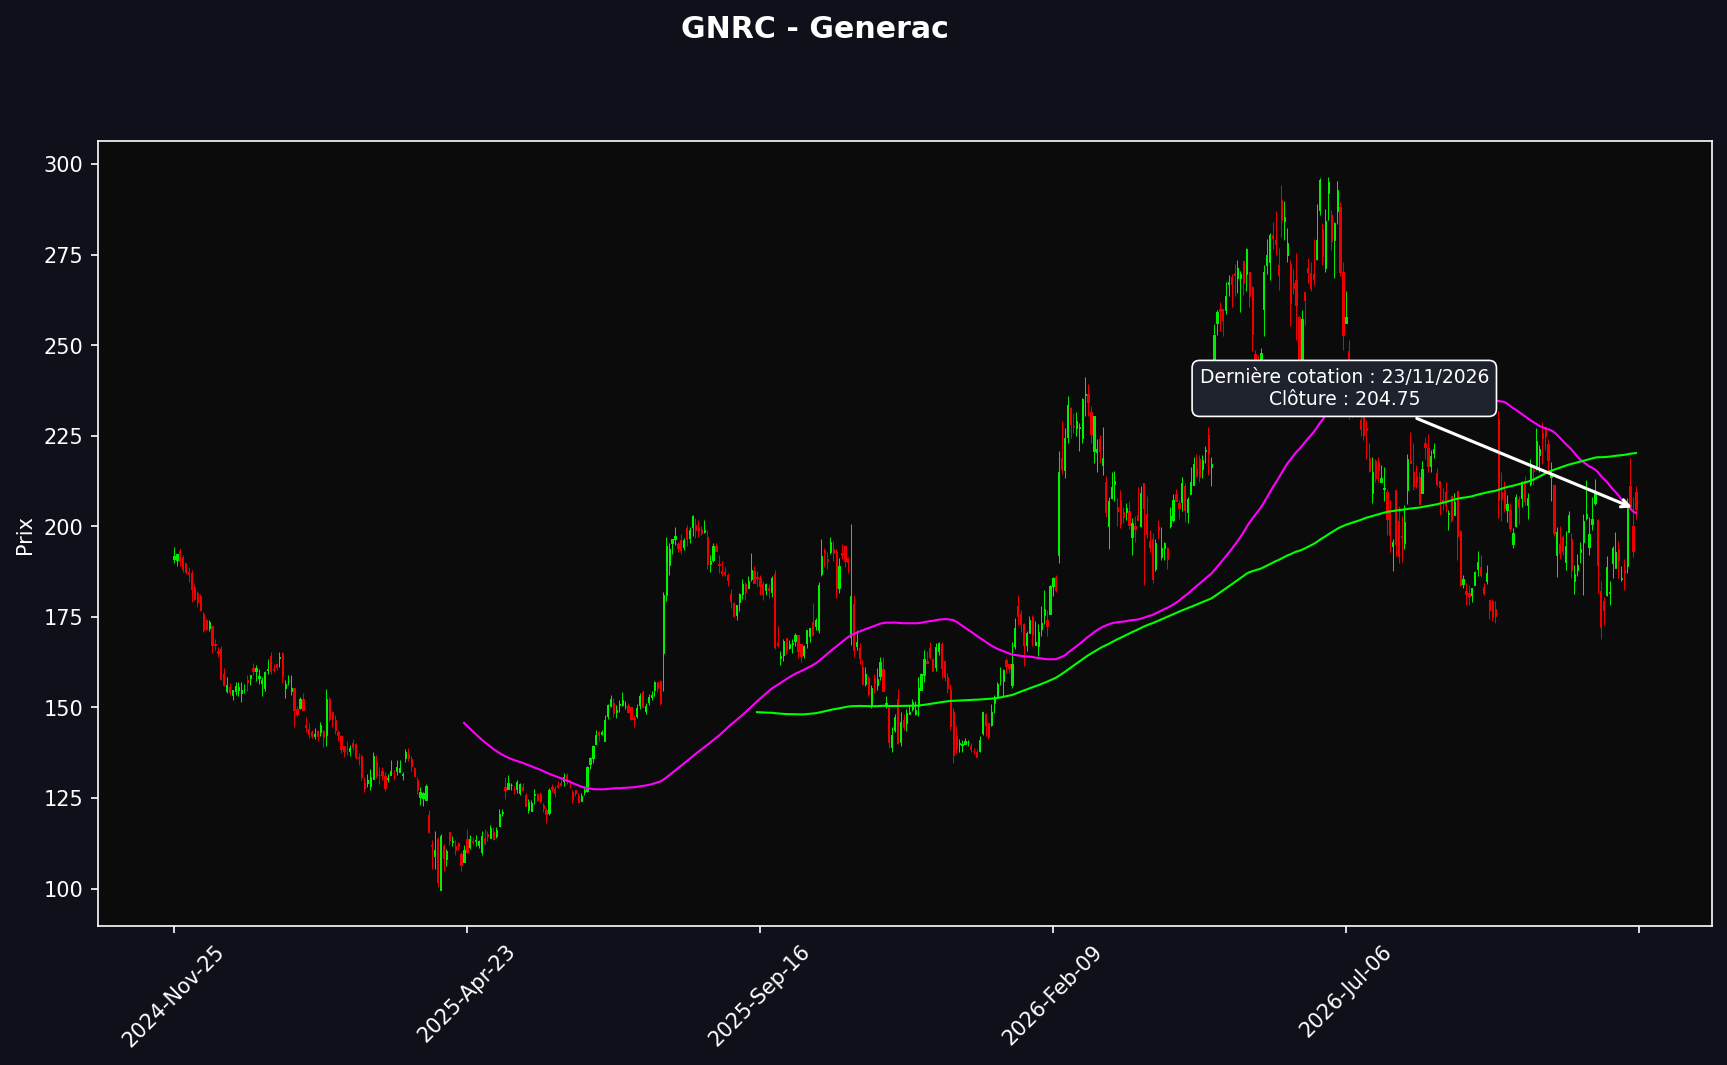 GNRC - Generac
300
275
250
225
200
175
150
125
100
Prix
Dernière cotation : 23/11/2026
Clôture : 204.75
2024-Nov-25
2025-Apr-23
2025-Sep-16
2026-Feb-09
2026-Jul-06